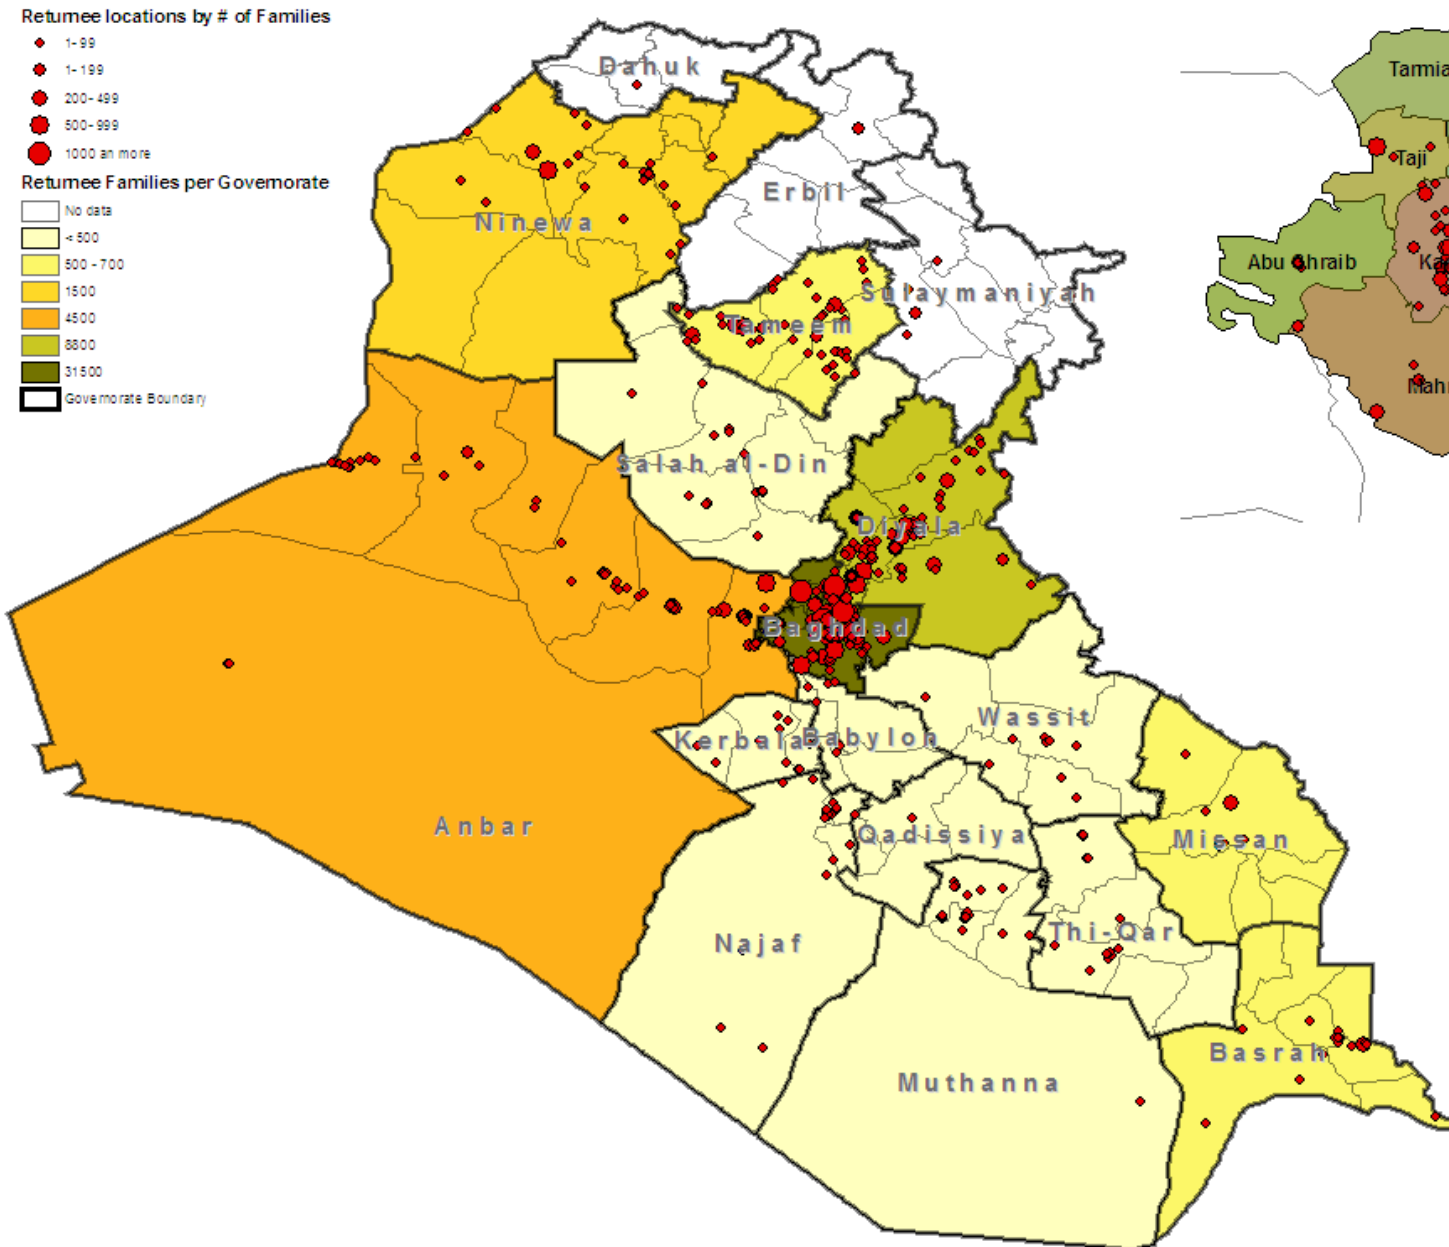 Returnee locations by # of Families
1- 99
1- 199
200 - 499
500 - 999
1000 an more
Returnee Families per Governorate
No data
< 500
500 - 700
1500
4500
8800
31500
Governorate Boundary
Dahuk
Erbil
Ninewa
Sulaymaniyah
Tameem
Salah al-Din
Diyala
Baghdad
Wassit
Kerbala
Babylon
Anbar
Qadissiya
Missan
Najaf
Thi-Qar
Basrah
Muthanna
Tarmia
Taji
Abu Ghraib
Ka
Mahm